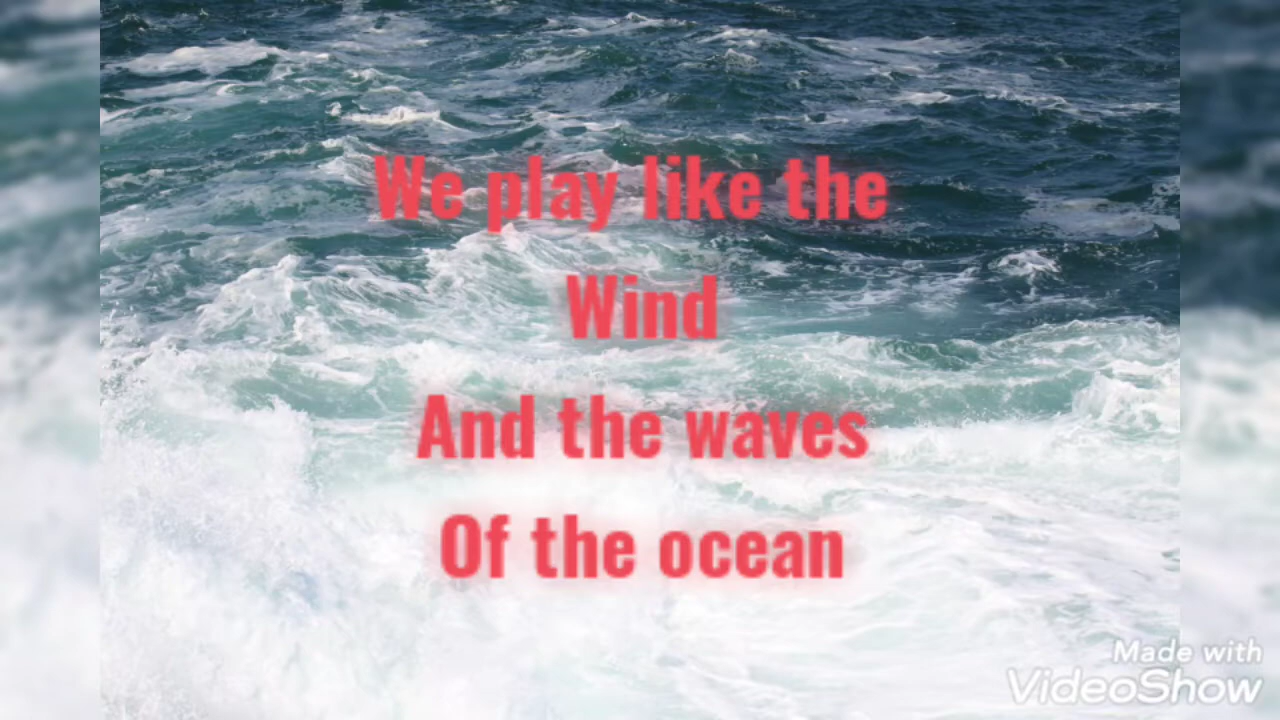 We play like the
Wind
And the waves
Of the ocean
Made with
VideoShow